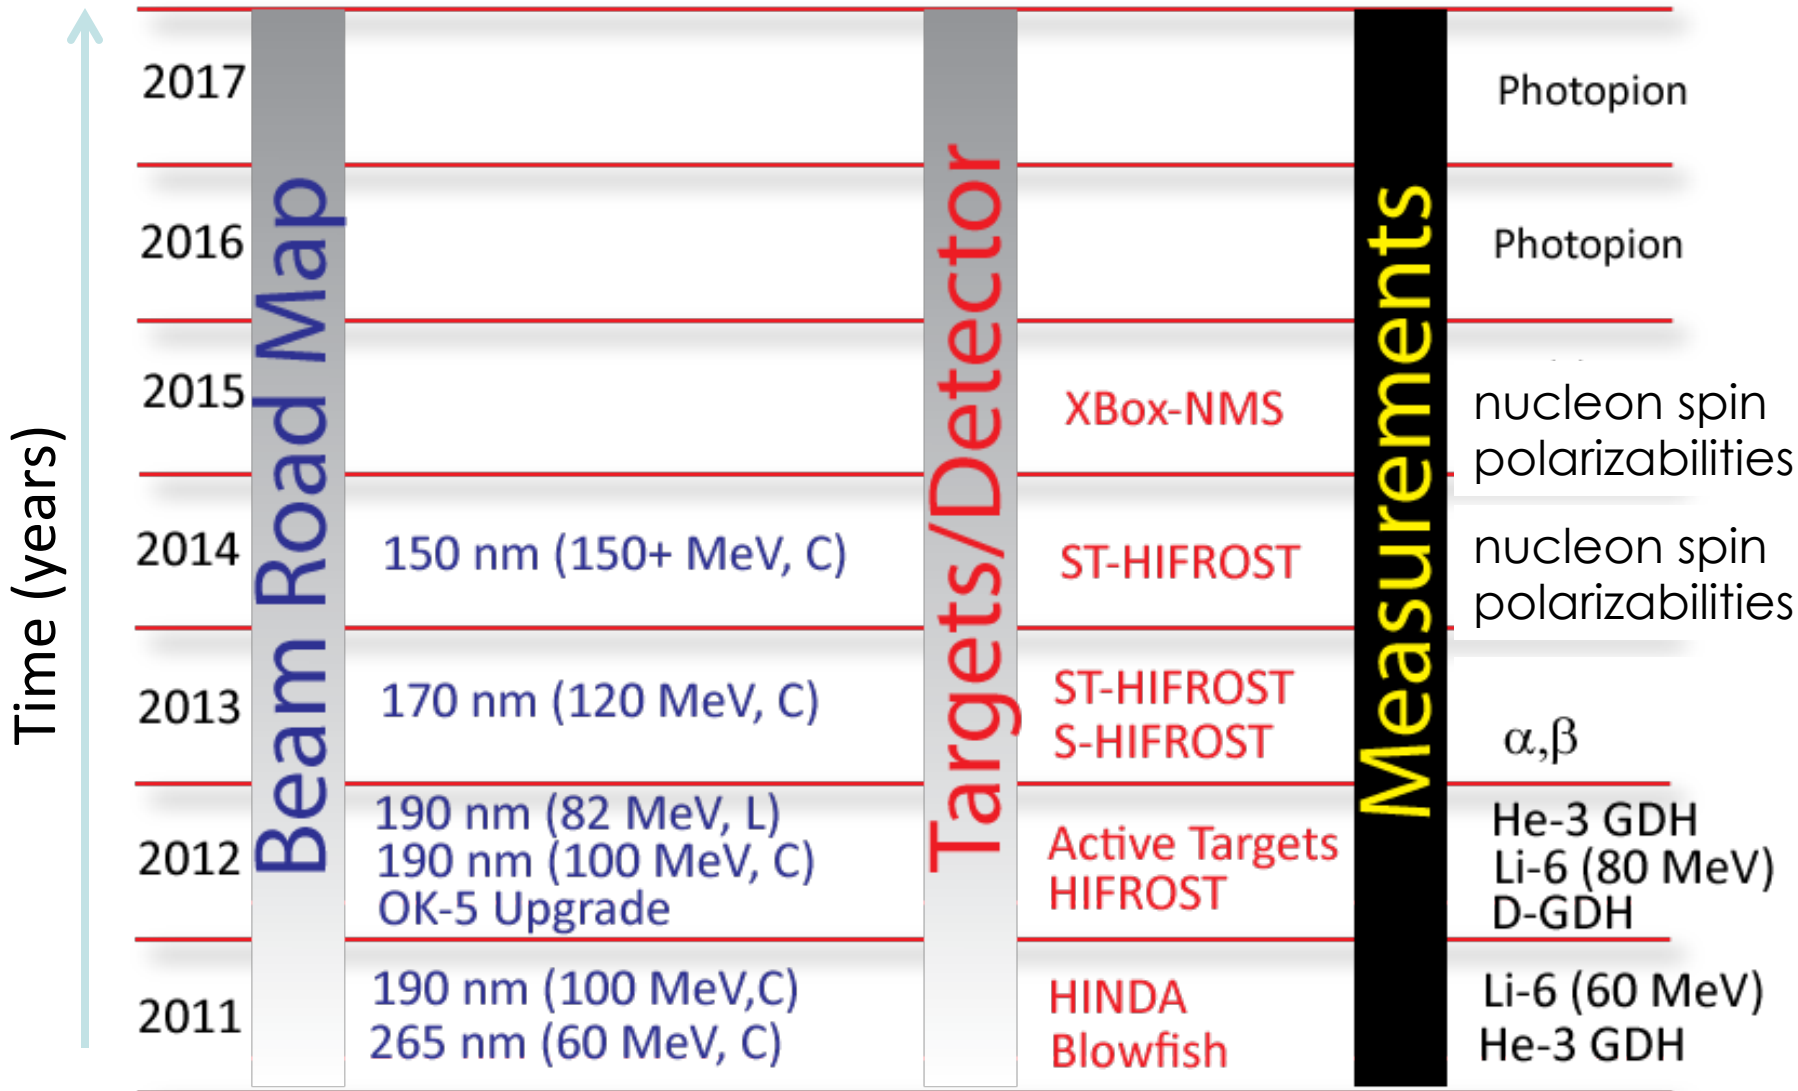 Time (years)
Beam Road Map
Targets/Detector
Measurements
2017
Photopion
2016
Photopion
2015
XBox-NMS
nucleon spin
polarizabilities
2014
150 nm (150+ MeV, C)
ST-HIFROST
nucleon spin
polarizabilities
2013
170 nm (120 MeV, C)
ST-HIFROST
S-HIFROST
α,β
2012
190 nm (82 MeV, L)
190 nm (100 MeV, C)
OK-5 Upgrade
Active Targets
HIFROST
He-3 GDH
Li-6 (80 MeV)
D-GDH
2011
190 nm (100 MeV,C)
265 nm (60 MeV, C)
HINDA
Blowfish
Li-6 (60 MeV)
He-3 GDH